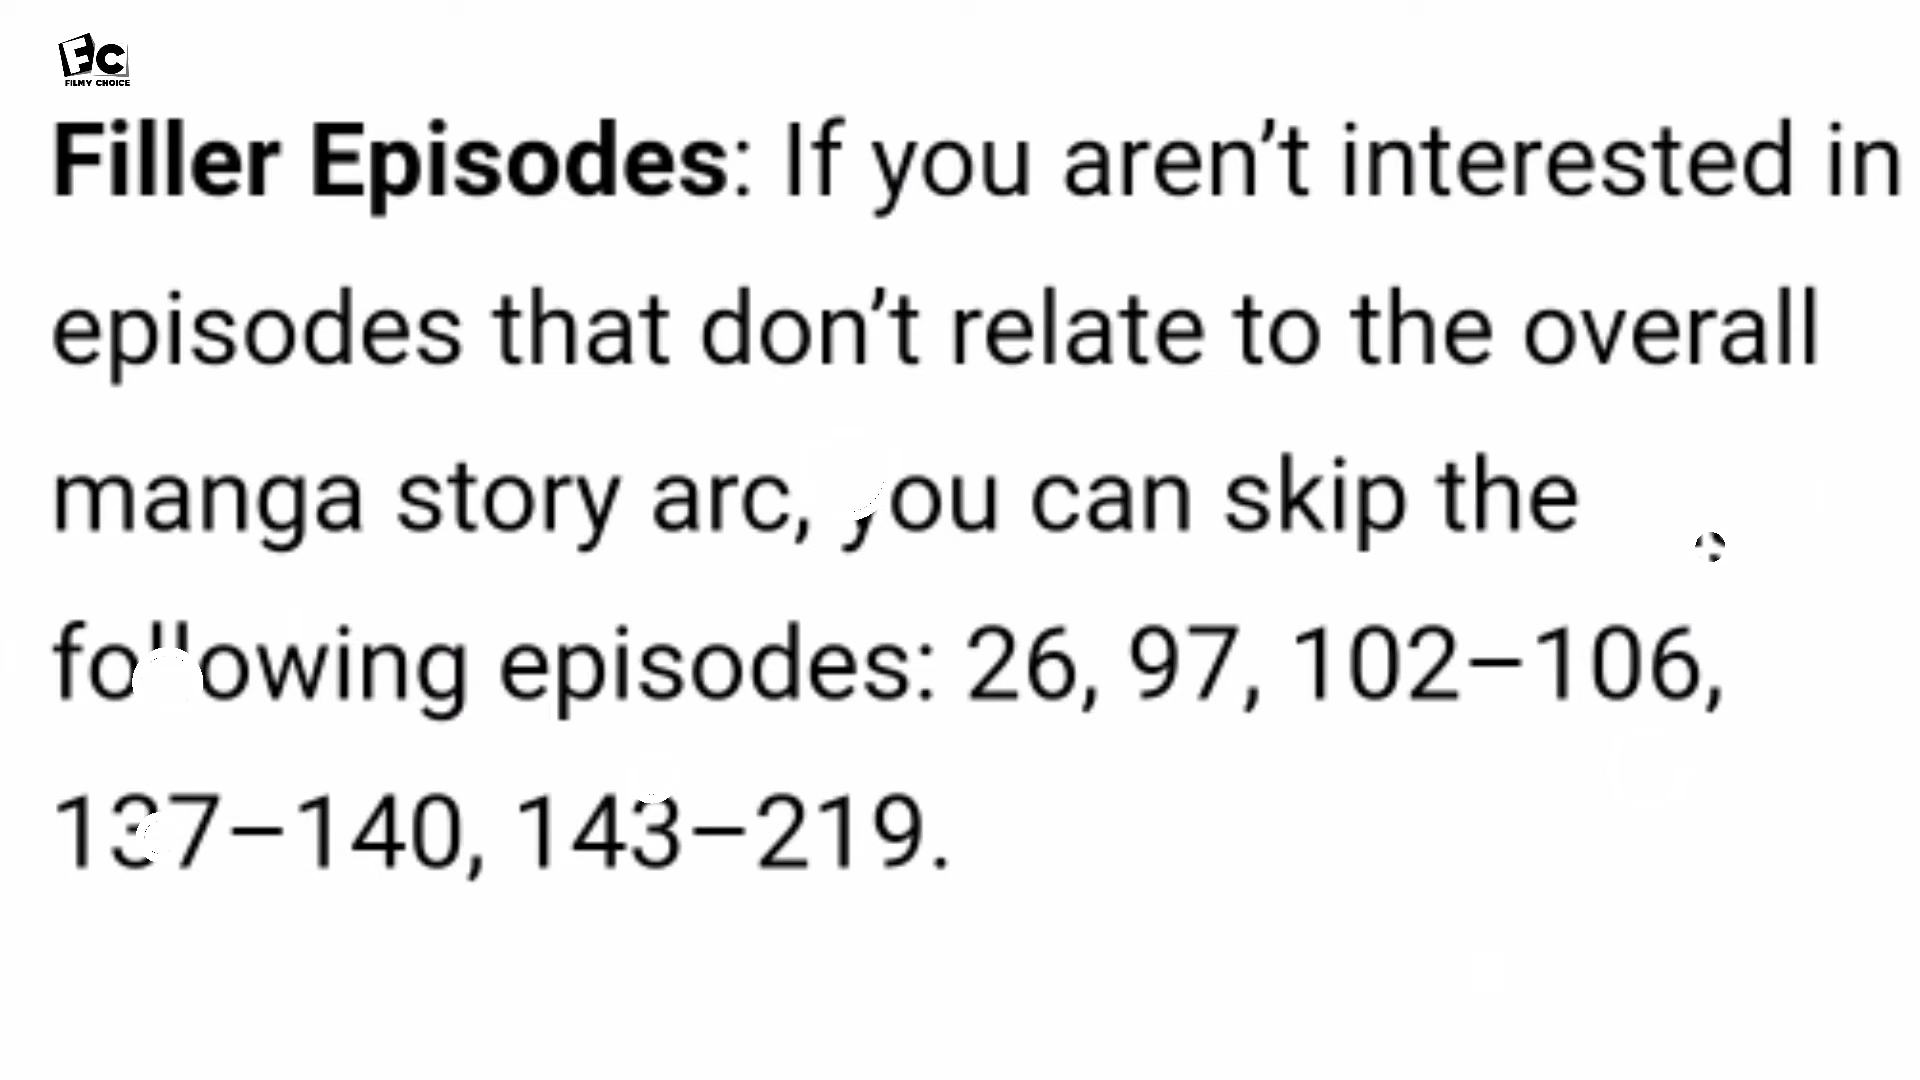 FC
FILMY CHOICE
Filler Episodes: If you aren’t interested in
episodes that don’t relate to the overall
manga story arc, you can skip the
following episodes: 26, 97, 102–106,
137–140, 143–219.